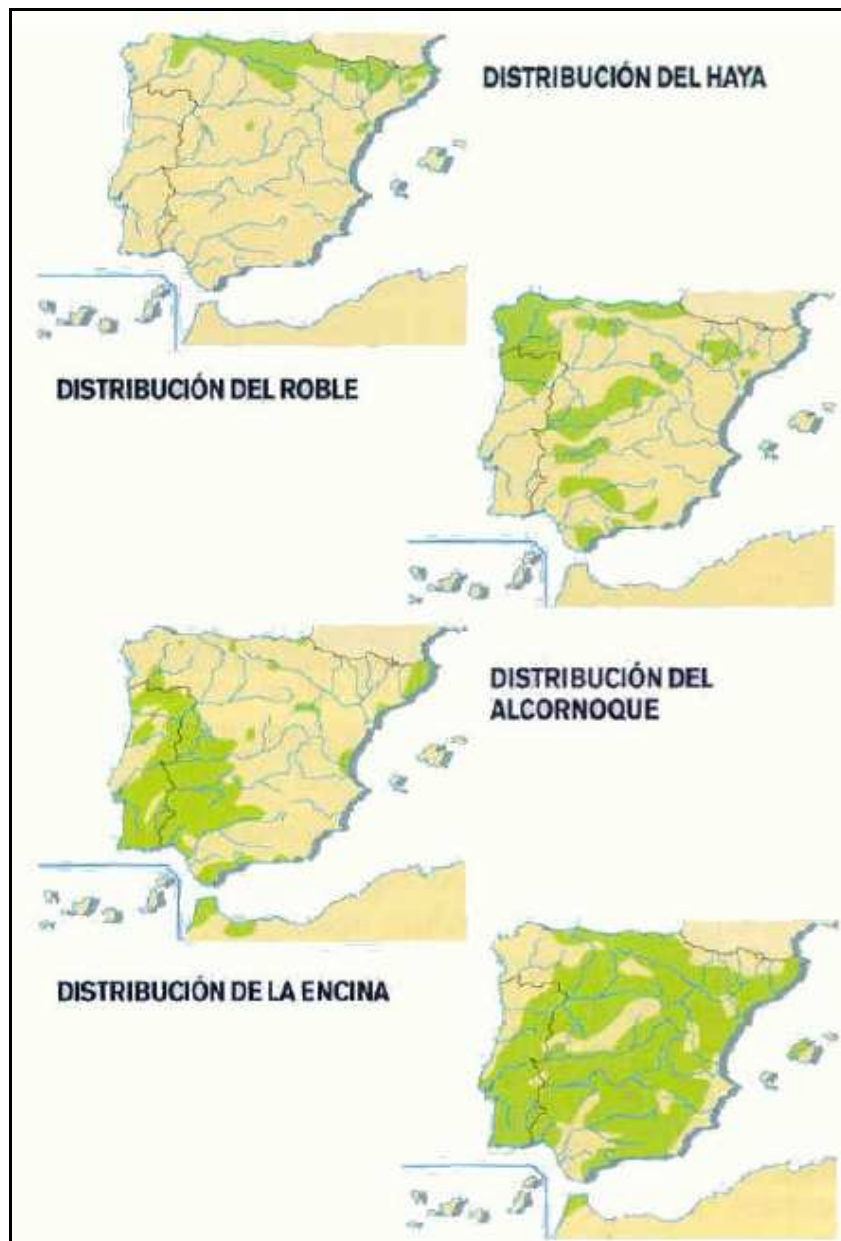 DISTRIBUCIÓN DEL HAYA
DISTRIBUCIÓN DEL ROBLE
DISTRIBUCIÓN DEL
ALCORNOQUE
DISTRIBUCIÓN DE LA ENCINA